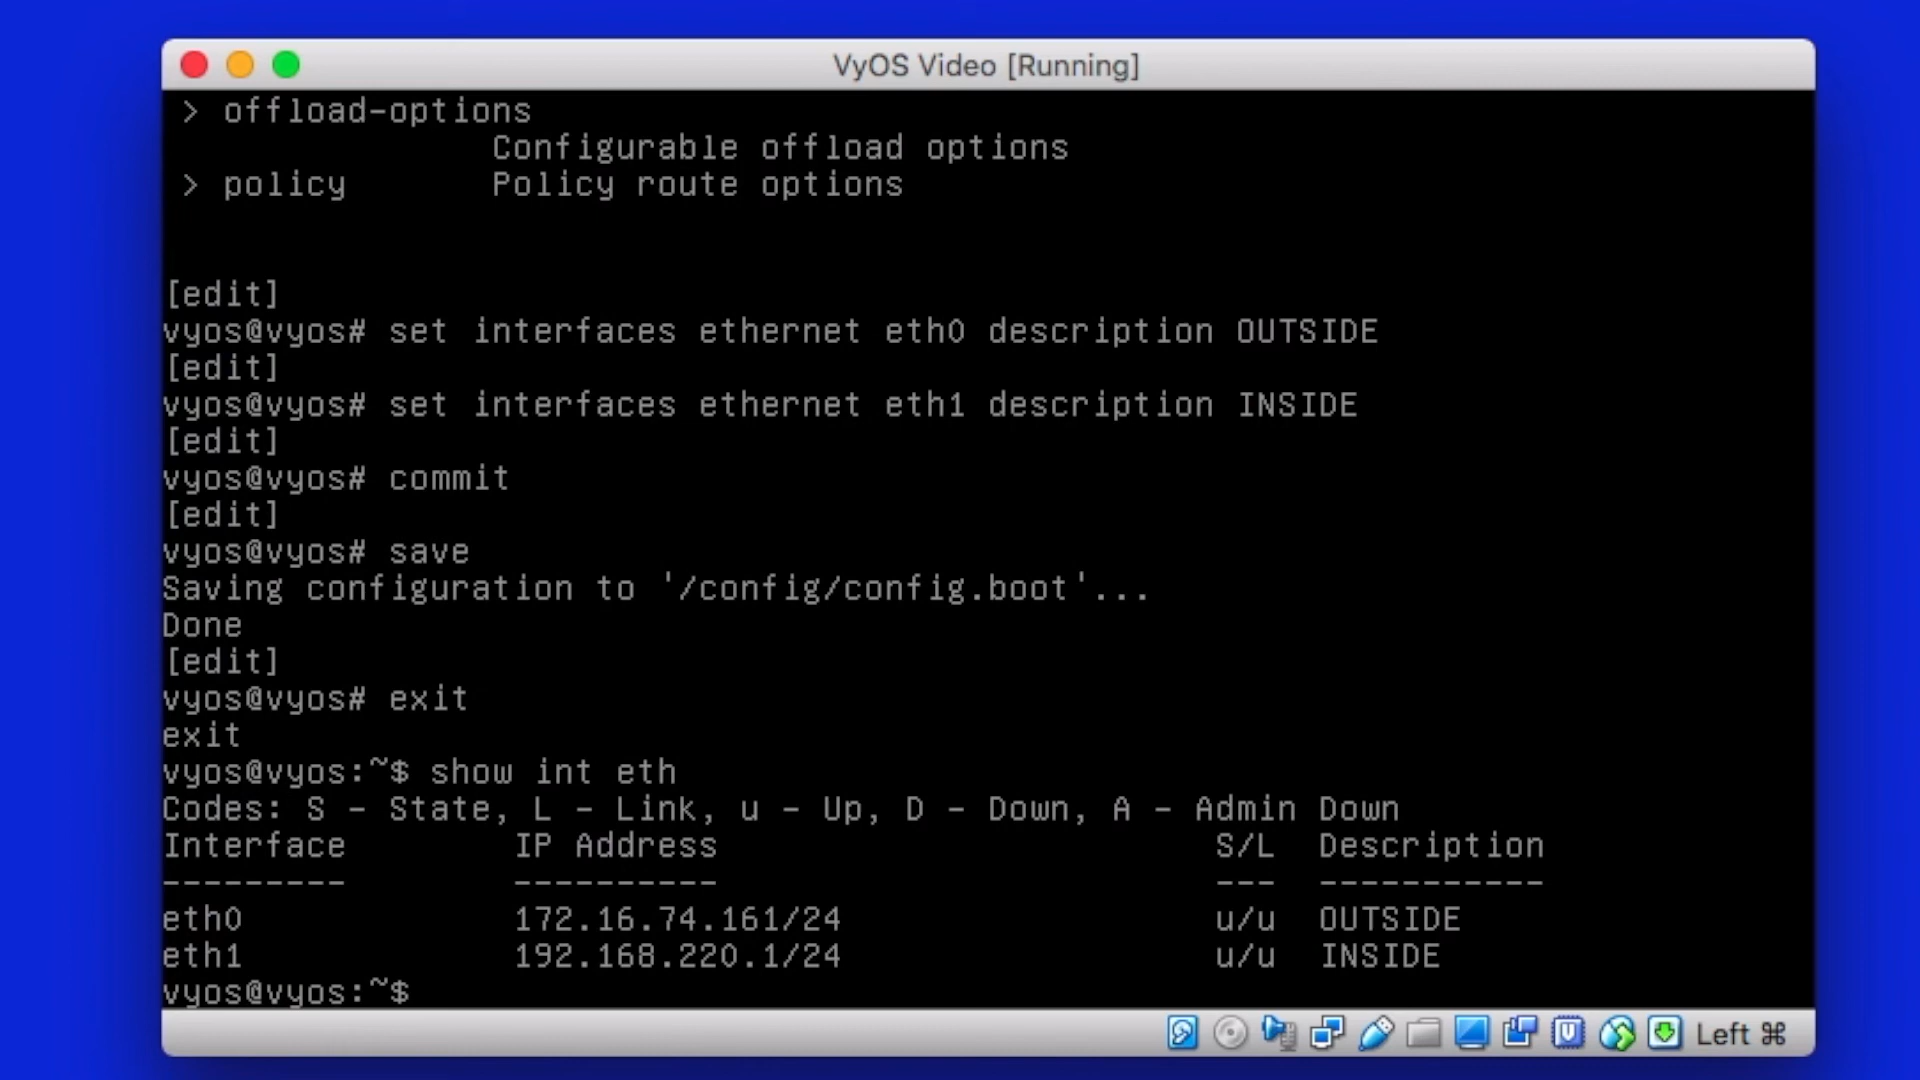 VyOS Video [Running]
> offload-options
Configurable offload options
> policy Policy route options
[edit]
vyos@vyos# set interfaces ethernet eth0 description OUTSIDE
[edit]
vyos@vyos# set interfaces ethernet eth1 description INSIDE
[edit]
vyos@vyos# commit
[edit]
vyos@vyos# save
Saving configuration to '/config/config.boot'...
Done
[edit]
vyos@vyos# exit
exit
vyos@vyos:~$ show int eth
Codes: S - State, L - Link, u - Up, D - Down, A - Admin Down
Interface IP Address S/L Description
--------- ---------- --- -----------
eth0 172.16.74.161/24 u/u OUTSIDE
eth1 192.168.220.1/24 u/u INSIDE
vyos@vyos:~$
Left ⌘